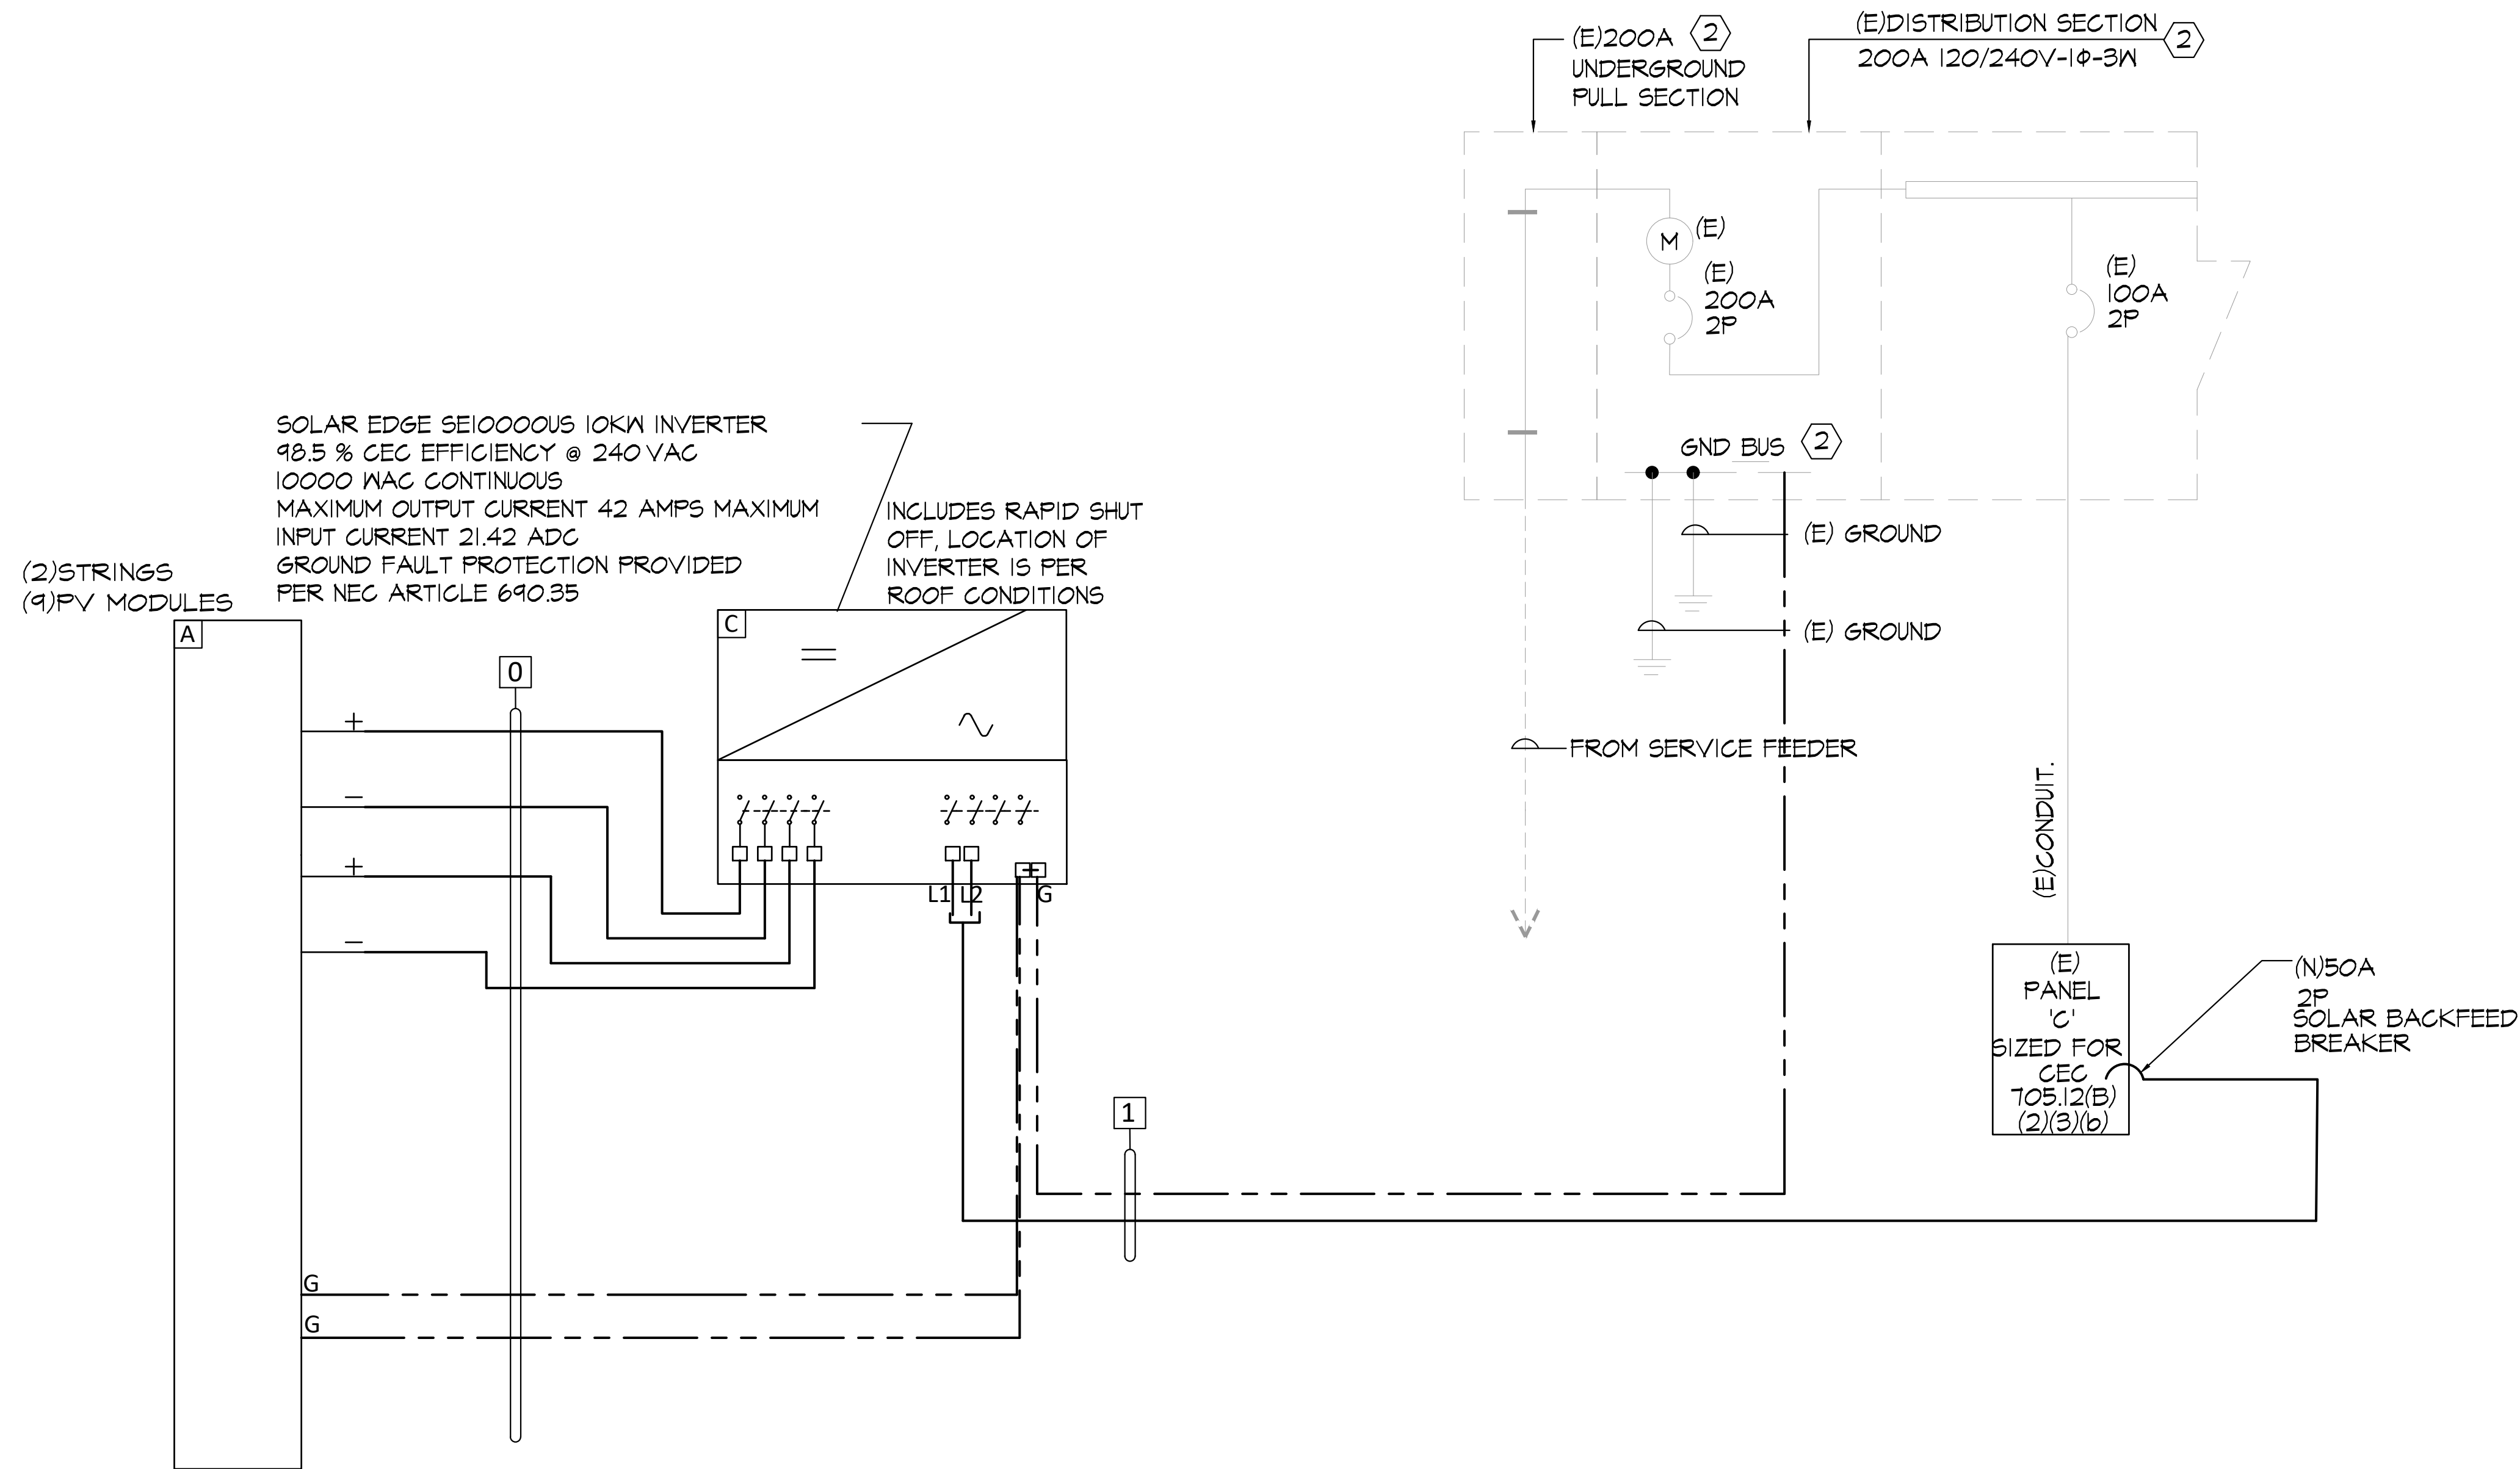 (E)200A
2
UNDERGROUND
PULL SECTION
(E)DISTRIBUTION SECTION
2
200A 120/240V-1Φ-3W
M
(E)
(E)
200A
2P
(E)
100A
2P
GND BUS
2
(E) GROUND
(E) GROUND
FROM SERVICE FEEDER
(E)CONDUIT.
SOLAR EDGE SE10000US 10KW INVERTER
98.5 % CEC EFFICIENCY @ 240 VAC
10000 WAC CONTINUOUS
MAXIMUM OUTPUT CURRENT 42 AMPS MAXIMUM
INPUT CURRENT 21.42 ADC
GROUND FAULT PROTECTION PROVIDED
PER NEC ARTICLE 690.35
INCLUDES RAPID SHUT
OFF, LOCATION OF
INVERTER IS PER
ROOF CONDITIONS
(2)STRINGS
(9)PV MODULES
A
0
C
+
−
+
−
L1 L2
G
1
G
G
(E)
PANEL
'C'
SIZED FOR
CEC
705.12(B)
(2)(3)(b)
(N)50A
2P
SOLAR BACKFEED
BREAKER